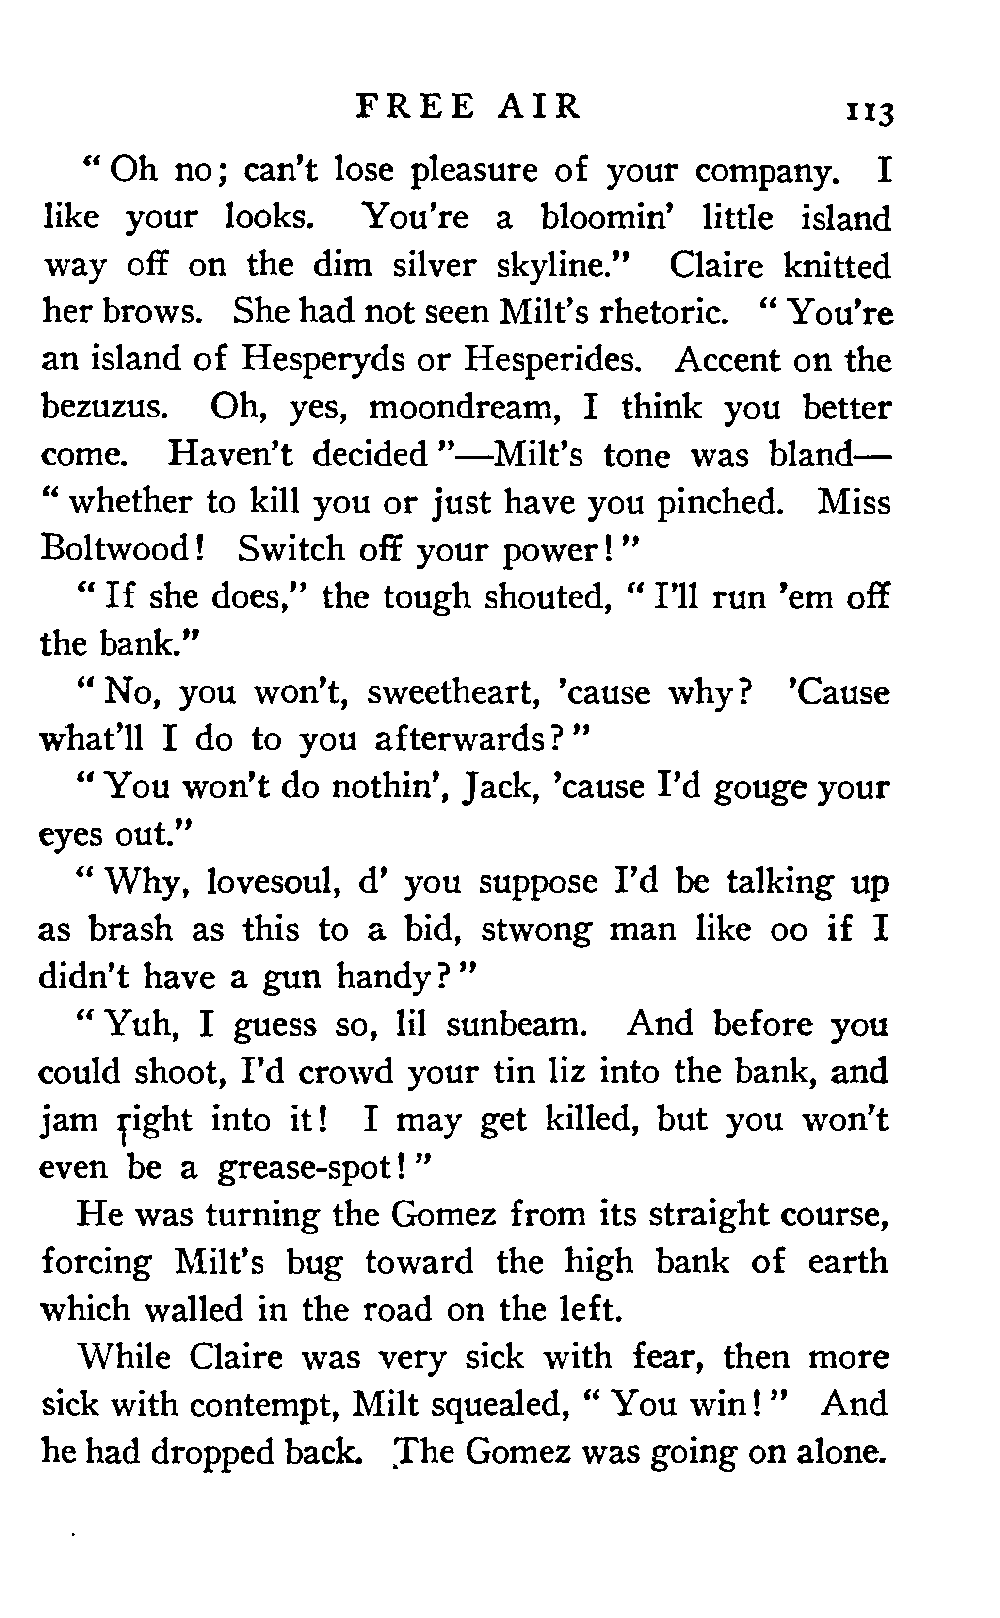 FREE AIR 113
" Oh no; can't lose pleasure of your company. I
like your looks. You're a bloomin' little island
way off on the dim silver skyline." Claire knitted
her brows. She had not seen Milt's rhetoric. " You're
an island of Hesperyds or Hesperides. Accent on the
bezuzus. Oh, yes, moondream, I think you better
come. Haven't decided "—Milt's tone was bland—
" whether to kill you or just have you pinched. Miss
Boltwood! Switch off your power! "
" If she does," the tough shouted, " I'll run 'em off
the bank."
" No, you won't, sweetheart, 'cause why? 'Cause
what'll I do to you afterwards? "
" You won't do nothin', Jack, 'cause I'd gouge your
eyes out."
" Why, lovesoul, d' you suppose I'd be talking up
as brash as this to a bid, stwong man like oo if I
didn't have a gun handy? "
" Yuh, I guess so, lil sunbeam. And before you
could shoot, I'd crowd your tin liz into the bank, and
jam right into it! I may get killed, but you won't
even be a grease-spot! "
He was turning the Gomez from its straight course,
forcing Milt's bug toward the high bank of earth
which walled in the road on the left.
While Claire was very sick with fear, then more
sick with contempt, Milt squealed, " You win! " And
he had dropped back. The Gomez was going on alone.